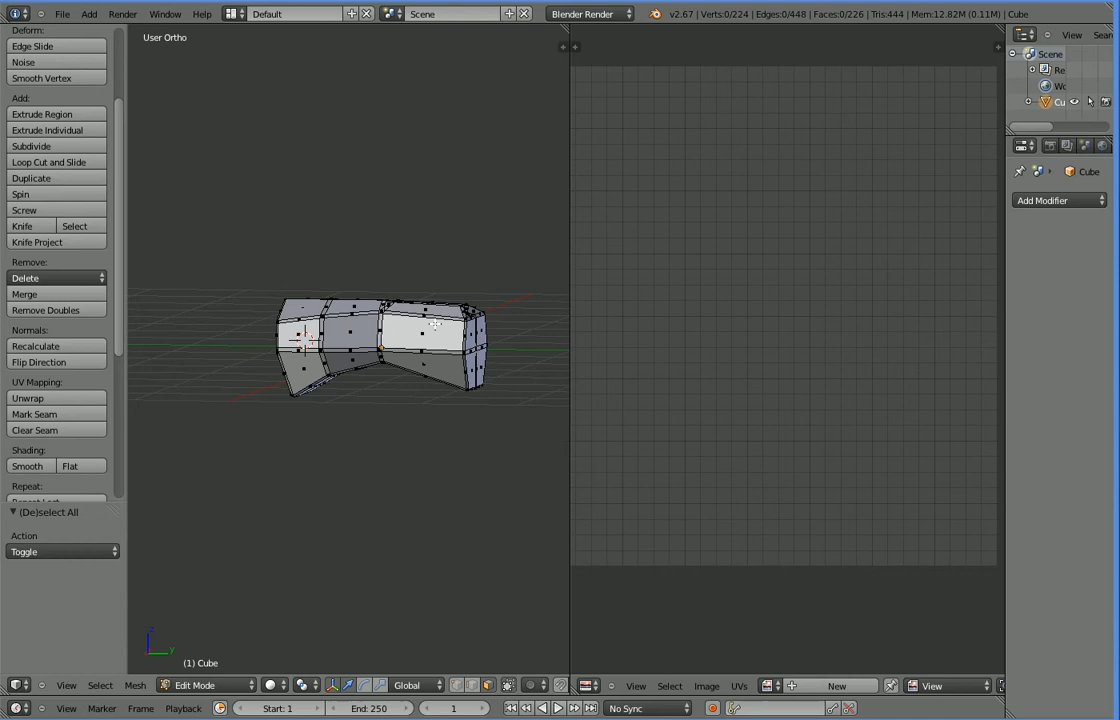 File Add Render Window Help Default Scene Blender Render v2.67 | Verts:0/224 | Edges:0/448 | Faces:0/226 | Tris:444 | Mem:12.82M (0.11M) | Cube
Deform:
Edge Slide
Noise
Smooth Vertex
Add:
Extrude Region
Extrude Individual
Subdivide
Loop Cut and Slide
Duplicate
Spin
Screw
Knife Select
Knife Project
Remove:
Delete
Merge
Remove Doubles
Normals:
Recalculate
Flip Direction
UV Mapping:
Unwrap
Mark Seam
Clear Seam
Shading:
Smooth Flat
Repeat:
(De)select All
Action
Toggle
User Ortho
z
y
(1) Cube
View Sear
Scene
Re
Wo
Cu
Cube
Add Modifier
View Select Mesh Edit Mode Global View Select Image UVs New View
View Marker Frame Playback Start: 1 End: 250 1 No Sync